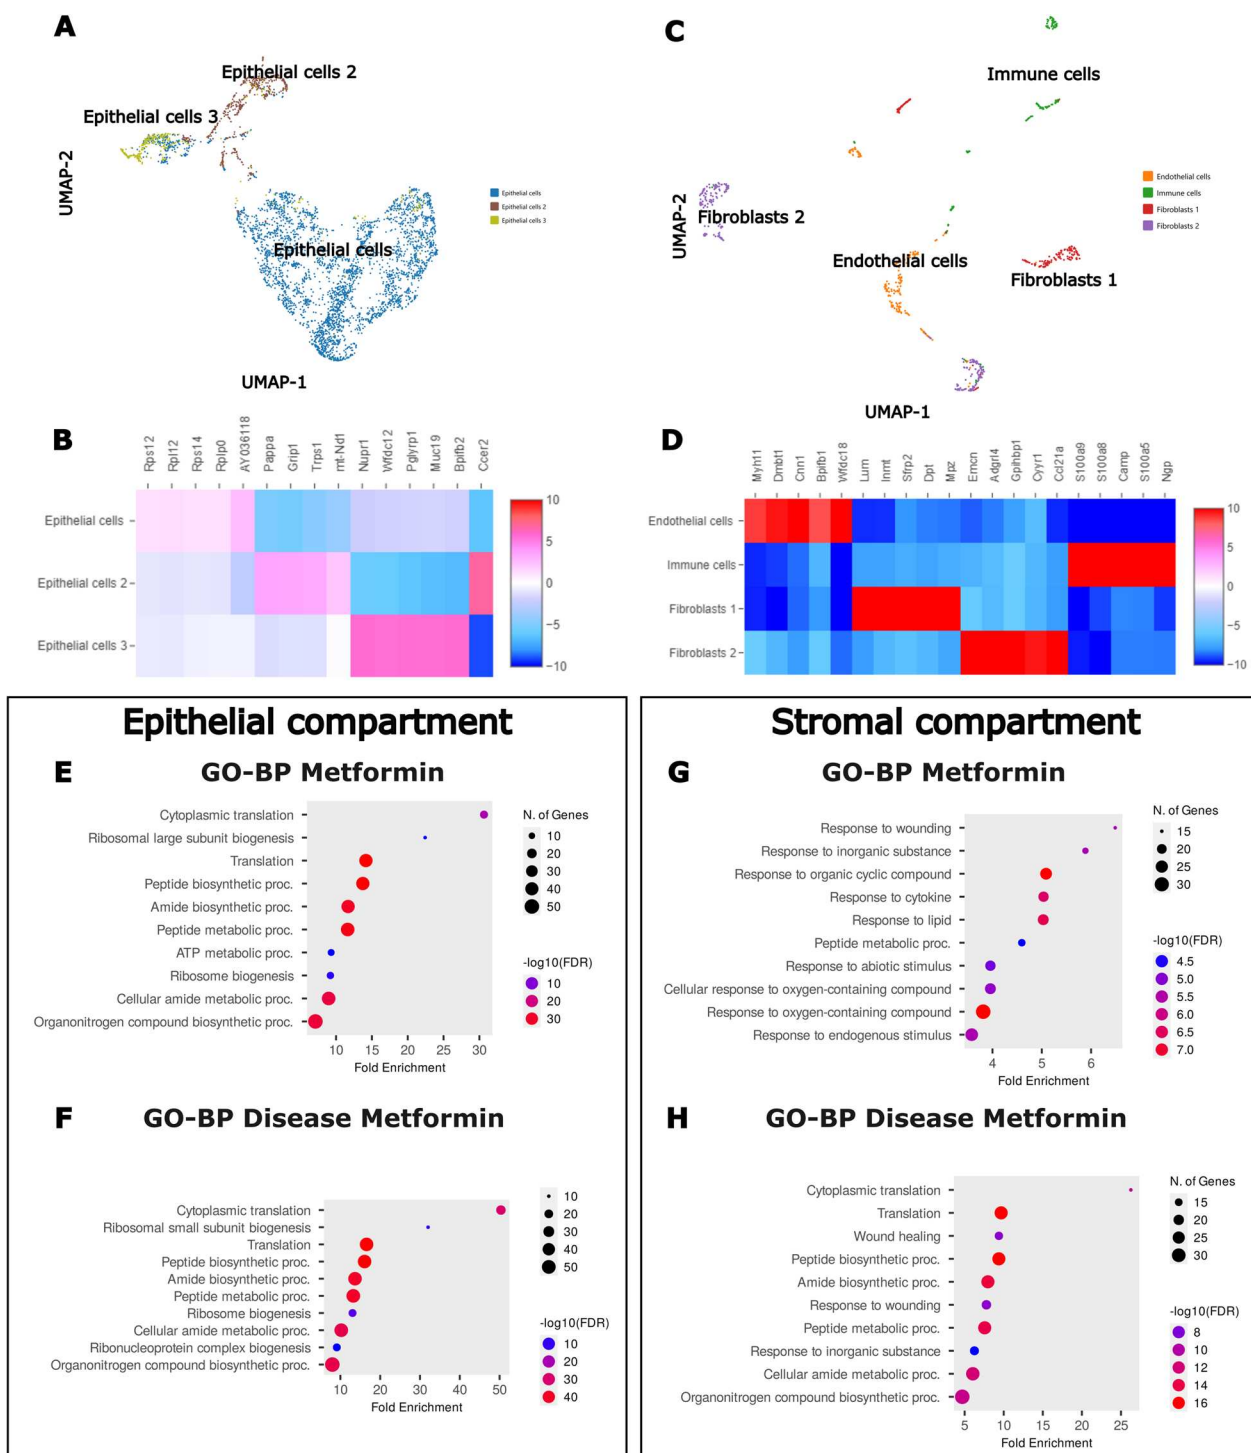 A
Epithelial cells 2
Epithelial cells 3
UMAP-2
Epithelial cells
Epithelial cells
Epithelial cells 2
Epithelial cells 3
UMAP-1
C
Immune cells
UMAP-2
Fibroblasts 2
Endothelial cells
Fibroblasts 1
Endothelial cells
Immune cells
Fibroblasts 1
Fibroblasts 2
UMAP-1
B
Rps12
Rpl12
Rps14
Rplp0
AY036118
Pappa
Grip1
Trps1
mt-Nd1
Nupr1
Wfdc12
Pglyrp1
Muc19
Bpifb2
Ccer2
Epithelial cells
Epithelial cells 2
Epithelial cells 3
10
5
0
−5
−10
D
Myh11
Dmbt1
Cnn1
Bpifb1
Wfdc18
Lum
Inmt
Sfrp2
Dpt
Mpz
Emcn
Adgrl4
Gpihbp1
Cyyr1
Ccl21a
S100a9
S100a8
Camp
S100a5
Ngp
Endothelial cells
Immune cells
Fibroblasts 1
Fibroblasts 2
10
5
0
−5
−10
Epithelial compartment
E
GO-BP Metformin
Cytoplasmic translation
Ribosomal large subunit biogenesis
Translation
Peptide biosynthetic proc.
Amide biosynthetic proc.
Peptide metabolic proc.
ATP metabolic proc.
Ribosome biogenesis
Cellular amide metabolic proc.
Organonitrogen compound biosynthetic proc.
10 15 20 25 30
Fold Enrichment
N. of Genes
10
20
30
40
50
-log10(FDR)
10
20
30
F
GO-BP Disease Metformin
Cytoplasmic translation
Ribosomal small subunit biogenesis
Translation
Peptide biosynthetic proc.
Amide biosynthetic proc.
Peptide metabolic proc.
Ribosome biogenesis
Cellular amide metabolic proc.
Ribonucleoprotein complex biogenesis
Organonitrogen compound biosynthetic proc.
10 20 30 40 50
Fold Enrichment
10
20
30
40
50
-log10(FDR)
10
20
30
40
Stromal compartment
G
GO-BP Metformin
Response to wounding
Response to inorganic substance
Response to organic cyclic compound
Response to cytokine
Response to lipid
Peptide metabolic proc.
Response to abiotic stimulus
Cellular response to oxygen-containing compound
Response to oxygen-containing compound
Response to endogenous stimulus
4 5 6
Fold Enrichment
N. of Genes
15
20
25
30
-log10(FDR)
4.5
5.0
5.5
6.0
6.5
7.0
H
GO-BP Disease Metformin
Cytoplasmic translation
Translation
Wound healing
Peptide biosynthetic proc.
Amide biosynthetic proc.
Response to wounding
Peptide metabolic proc.
Response to inorganic substance
Cellular amide metabolic proc.
Organonitrogen compound biosynthetic proc.
5 10 15 20 25
Fold Enrichment
N. of Genes
15
20
25
30
-log10(FDR)
8
10
12
14
16